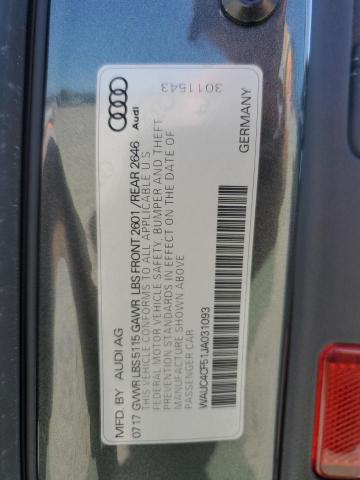 Audi
3011543
MFD. BY AUDI AG
GERMANY
07 17 GVWR LBS 5115 GAWR LBS FRONT 2601 / REAR 2646
THIS VEHICLE CONFORMS TO ALL APPLICABLE U S
FEDERAL MOTOR VEHICLE SAFETY, BUMPER AND THEFT
PREVENTION STANDARDS IN EFFECT ON THE DATE OF
MANUFACTURE SHOWN ABOVE
PASSENGER CAR
WAUC4CF51JA031093